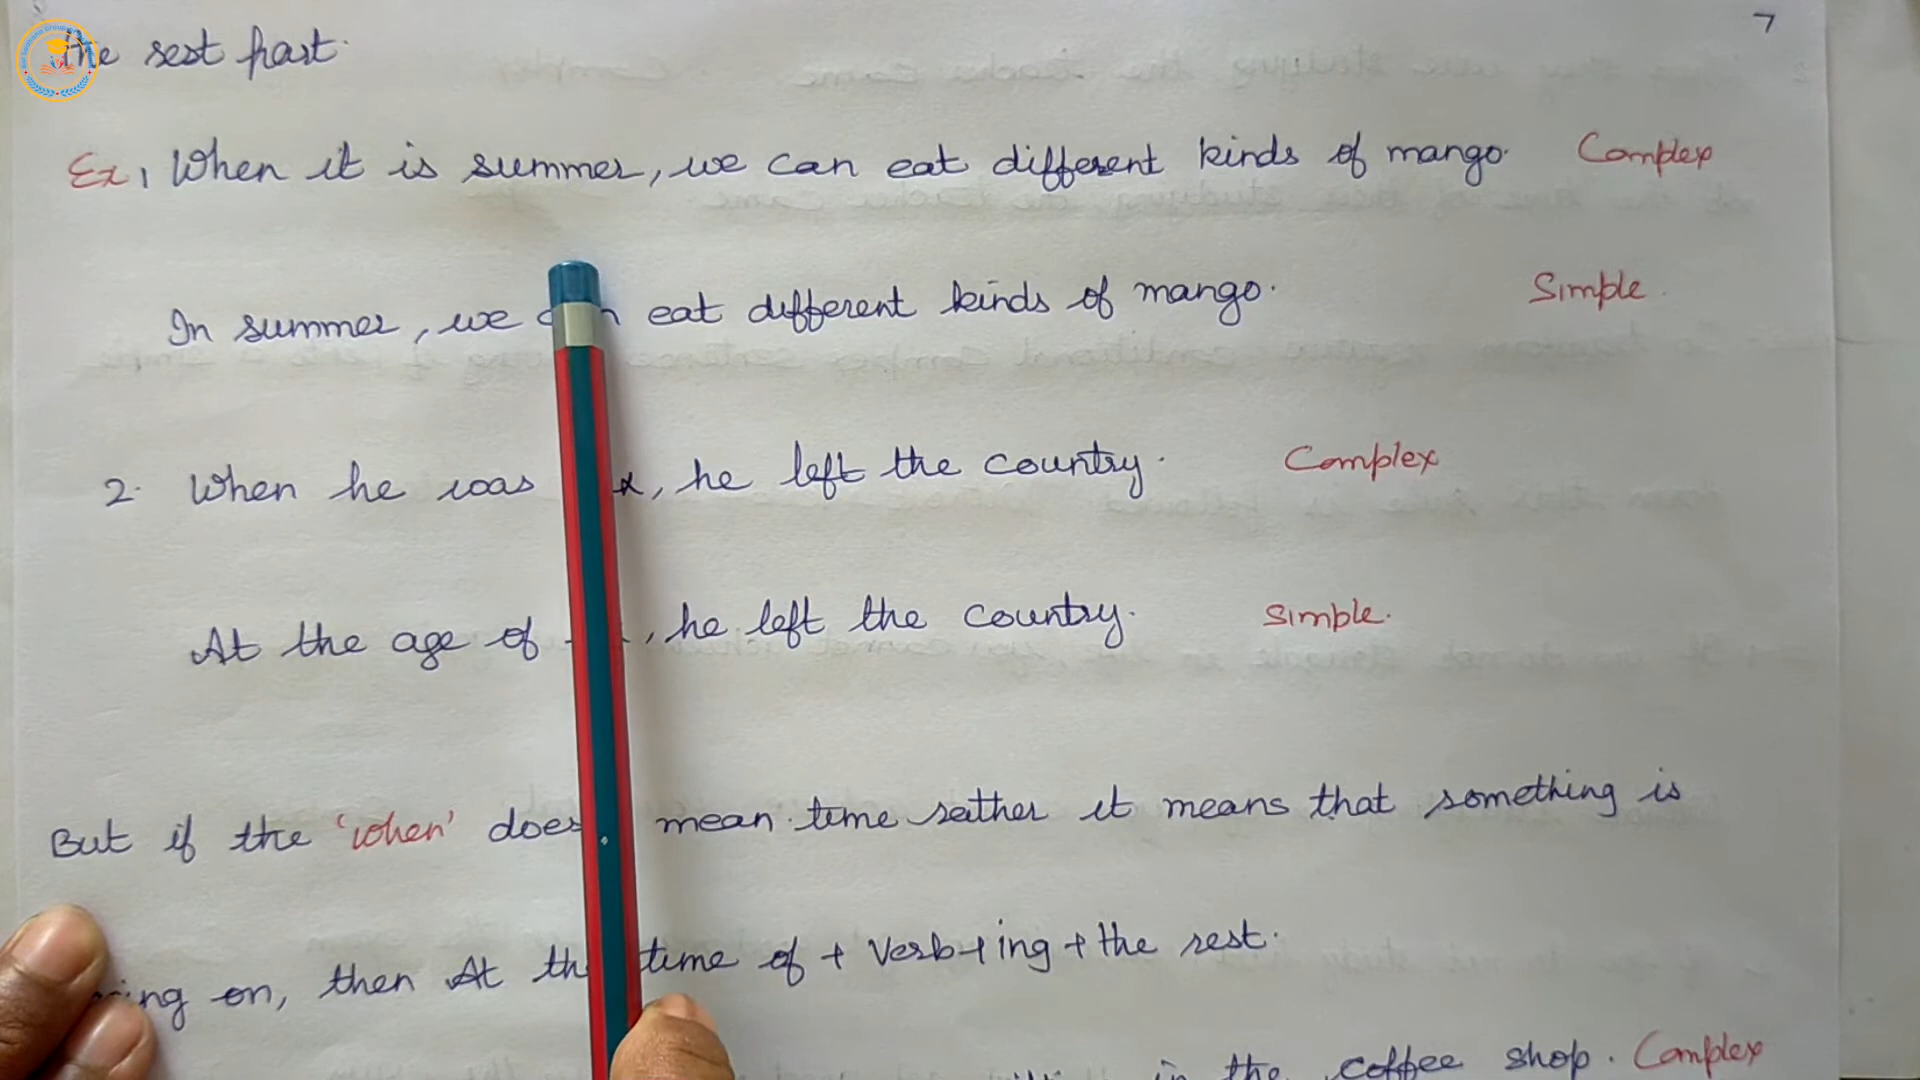 7
the rest part.
Ex, When it is summer, we can eat different kinds of mango. Complex
In summer, we eat different kinds of mango. Simple.
2. When he was , he left the country. Complex
At the age of , he left the country. Simple.
But if the 'when' does mean time rather it means that something is
on, then At the time of + Verb+ing + the rest.
in the coffee shop. Complex